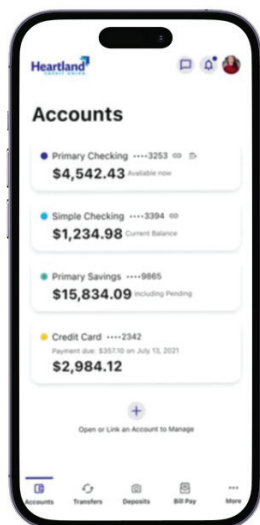 Heartland
CREDIT UNION
Accounts
Primary Checking ····3253
$4,542.43 Available now
Simple Checking ····3394
$1,234.98 Current Balance
Primary Savings ····9865
$15,834.09 Including Pending
Credit Card ····2342
Payment due: $357.10 on July 13, 2021
$2,984.12
Open or Link an Account to Manage
Accounts Transfers Deposits Bill Pay More